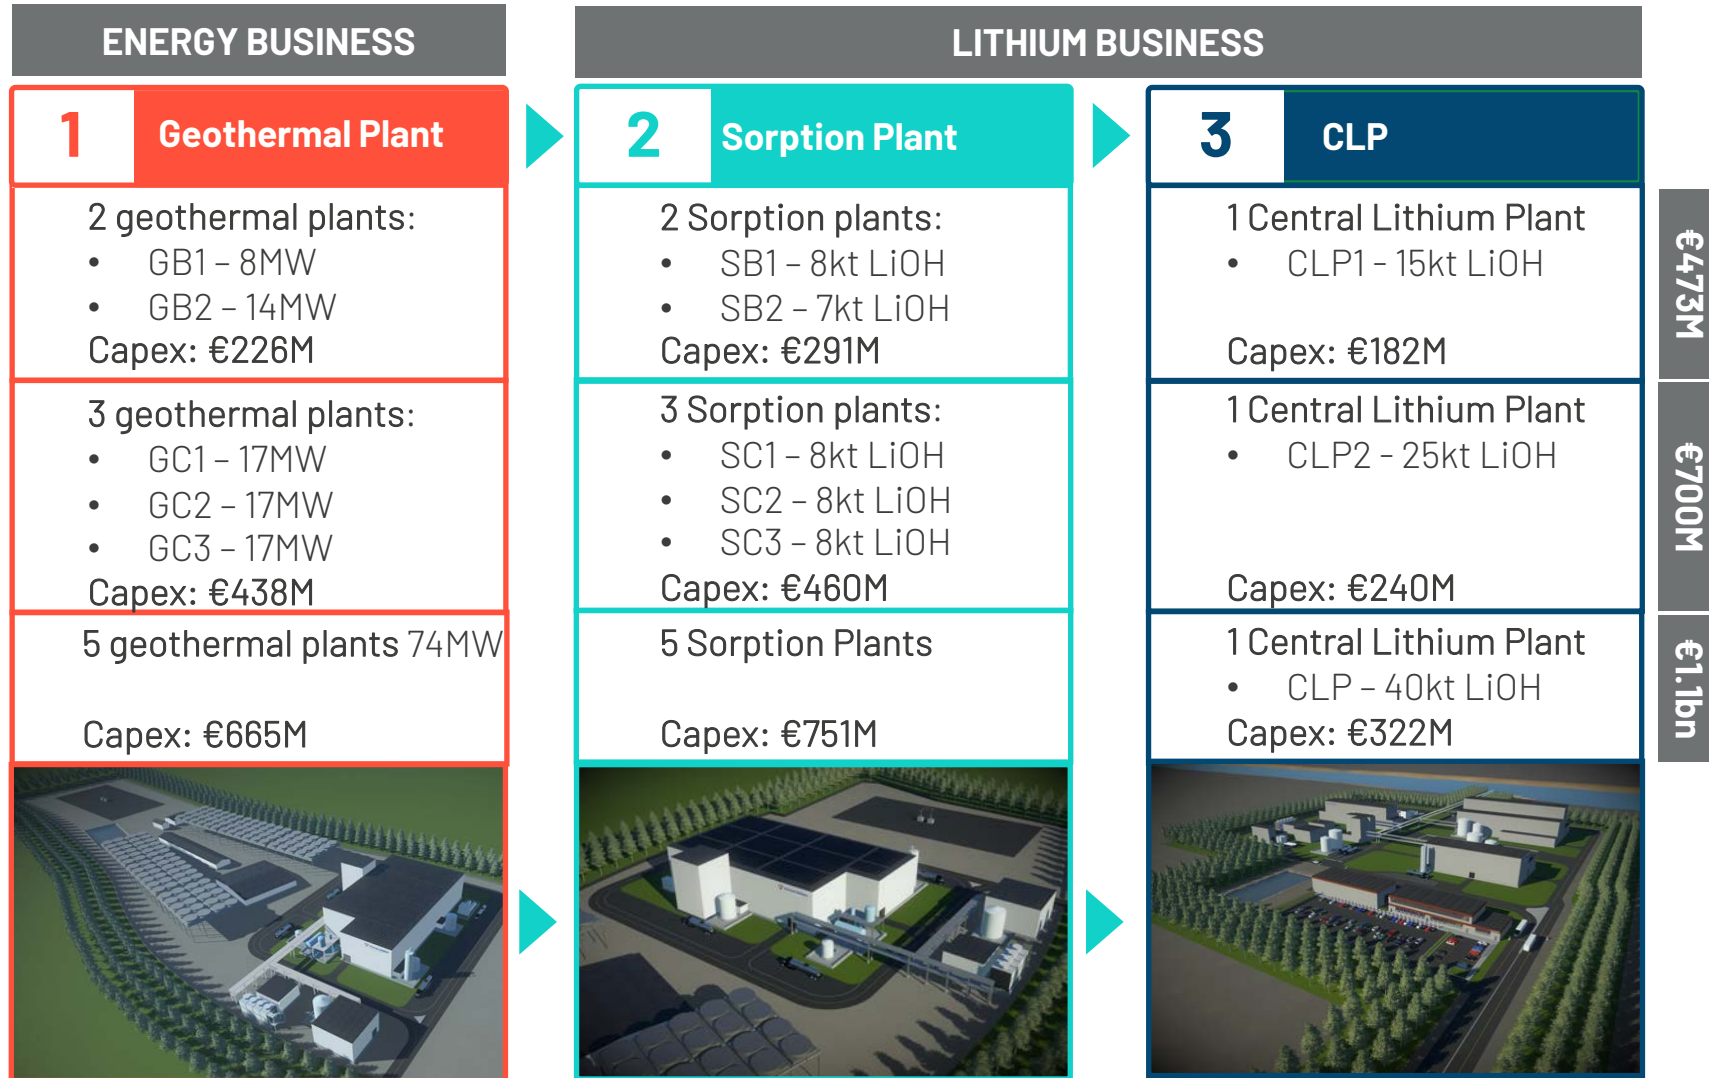 ENERGY BUSINESS
LITHIUM BUSINESS
1 Geothermal Plant
2 Sorption Plant
3 CLP
2 geothermal plants:
• GB1 – 8MW
• GB2 – 14MW
Capex: €226M
2 Sorption plants:
• SB1 – 8kt LiOH
• SB2 – 7kt LiOH
Capex: €291M
1 Central Lithium Plant
• CLP1 - 15kt LiOH
Capex: €182M
€473M
3 geothermal plants:
• GC1 – 17MW
• GC2 – 17MW
• GC3 – 17MW
Capex: €438M
3 Sorption plants:
• SC1 – 8kt LiOH
• SC2 – 8kt LiOH
• SC3 – 8kt LiOH
Capex: €460M
1 Central Lithium Plant
• CLP2 - 25kt LiOH
Capex: €240M
€700M
5 geothermal plants 74MW
Capex: €665M
5 Sorption Plants
Capex: €751M
1 Central Lithium Plant
• CLP – 40kt LiOH
Capex: €322M
€1.1bn